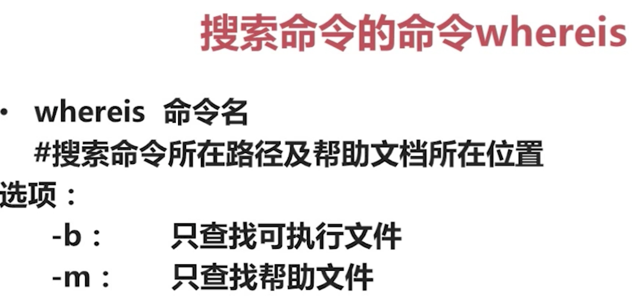 搜索命令的命令whereis
• whereis 命令名
#搜索命令所在路径及帮助文档所在位置
选项：
-b： 只查找可执行文件
-m： 只查找帮助文件